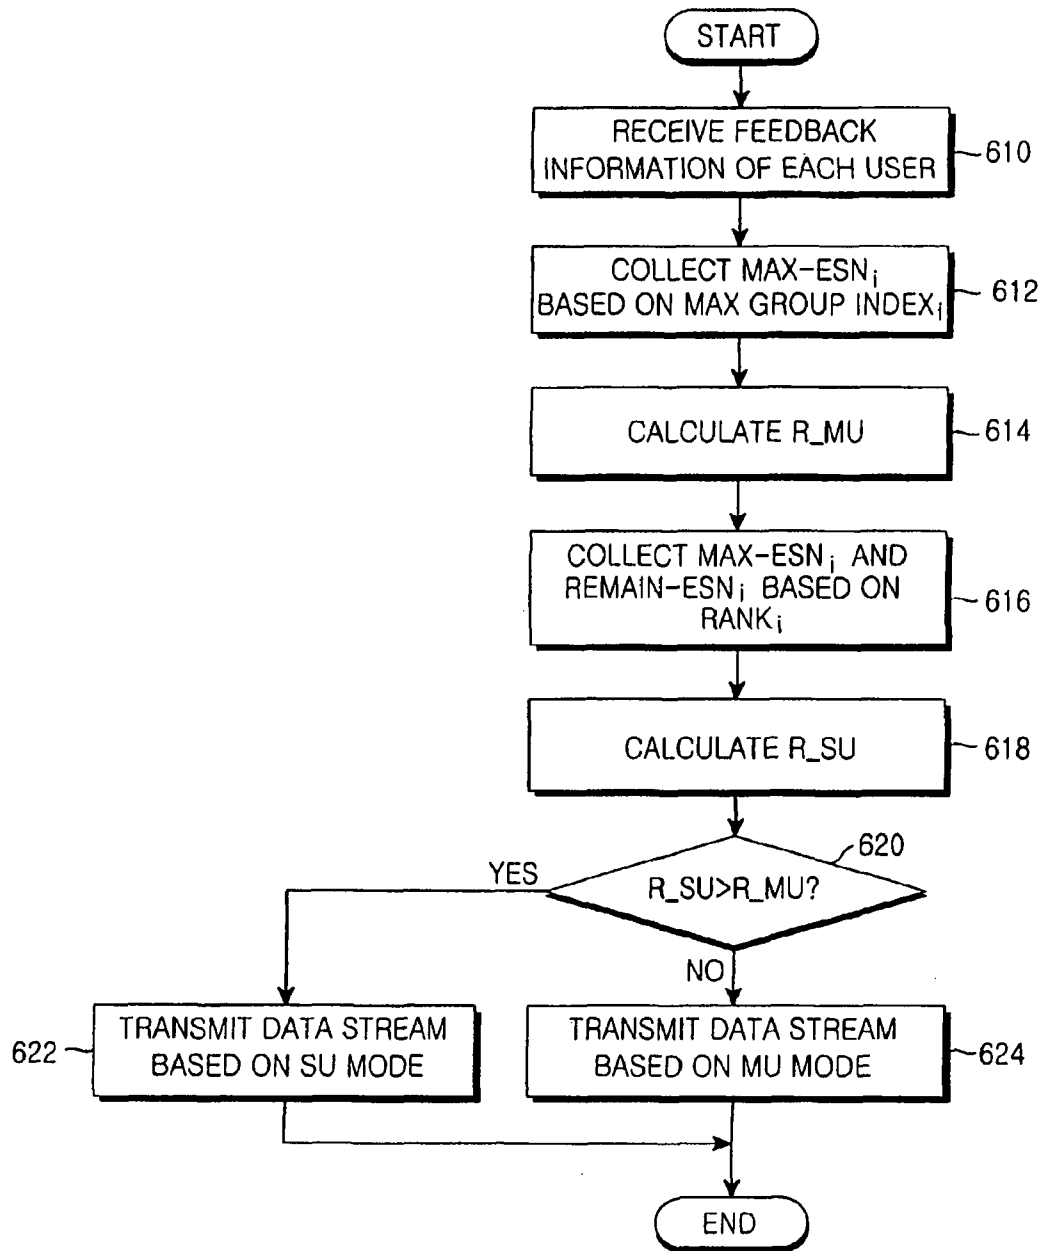 START
RECEIVE FEEDBACK
INFORMATION OF EACH USER
610
COLLECT MAX-ESNi
BASED ON MAX GROUP INDEXi
612
CALCULATE R_MU
614
COLLECT MAX-ESNi AND
REMAIN-ESNi BASED ON
RANKi
616
CALCULATE R_SU
618
620
YES
R_SU>R_MU?
NO
622
TRANSMIT DATA STREAM
BASED ON SU MODE
TRANSMIT DATA STREAM
BASED ON MU MODE
624
END